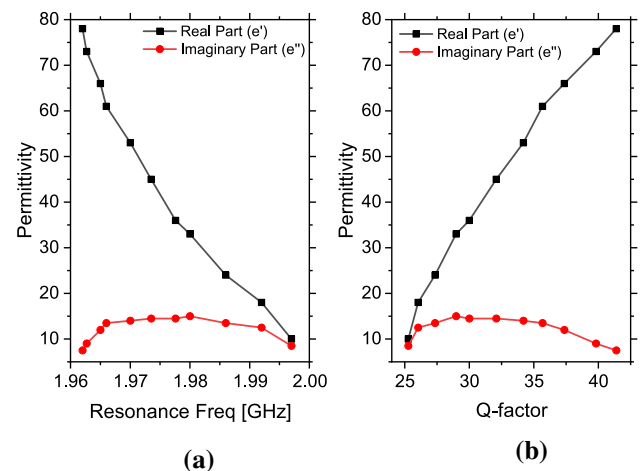 Real Part (e')
Imaginary Part (e'')
80
70
60
50
40
30
20
10
Permittivity
1.96 1.97 1.98 1.99 2.00
Resonance Freq [GHz]
(a)
Real Part (e')
Imaginary Part (e'')
80
70
60
50
40
30
20
10
Permittivity
25 30 35 40
Q-factor
(b)